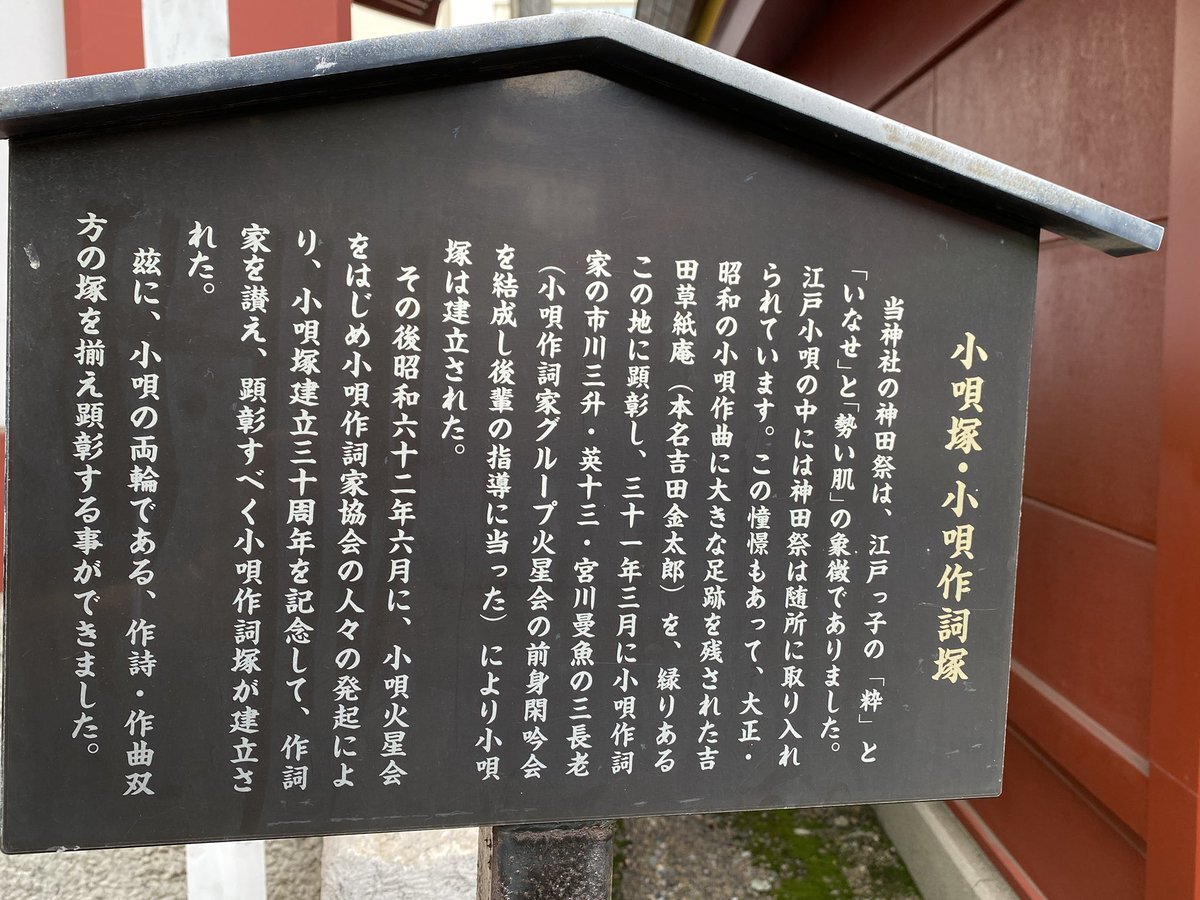 小唄塚・小唄作詞塚
当神社の神田祭は、江戸っ子の「粋」と
「いなせ」と「勢い肌」の象徴でありました。
江戸小唄の中には神田祭は随所に取り入れ
られています。この憧憬もあって、大正・
昭和の小唄作曲に大きな足跡を残された吉
田草紙庵（本名吉田金太郎）を、縁りある
この地に顕彰し、三十一年三月に小唄作詞
家の市川三升・英十三・宮川曼魚の三長老
（小唄作詞家グループ火星会の前身閑吟会
を結成し後輩の指導に当った）により小唄
塚は建立された。
その後昭和六十二年六月に、小唄火星会
をはじめ小唄作詞家協会の人々の発起によ
り、小唄塚建立三十周年を記念して、作詞
家を讃え、顕彰すべく小唄作詞塚が建立さ
れた。
茲に、小唄の両輪である、作詩・作曲双
方の塚を揃え顕彰する事ができました。